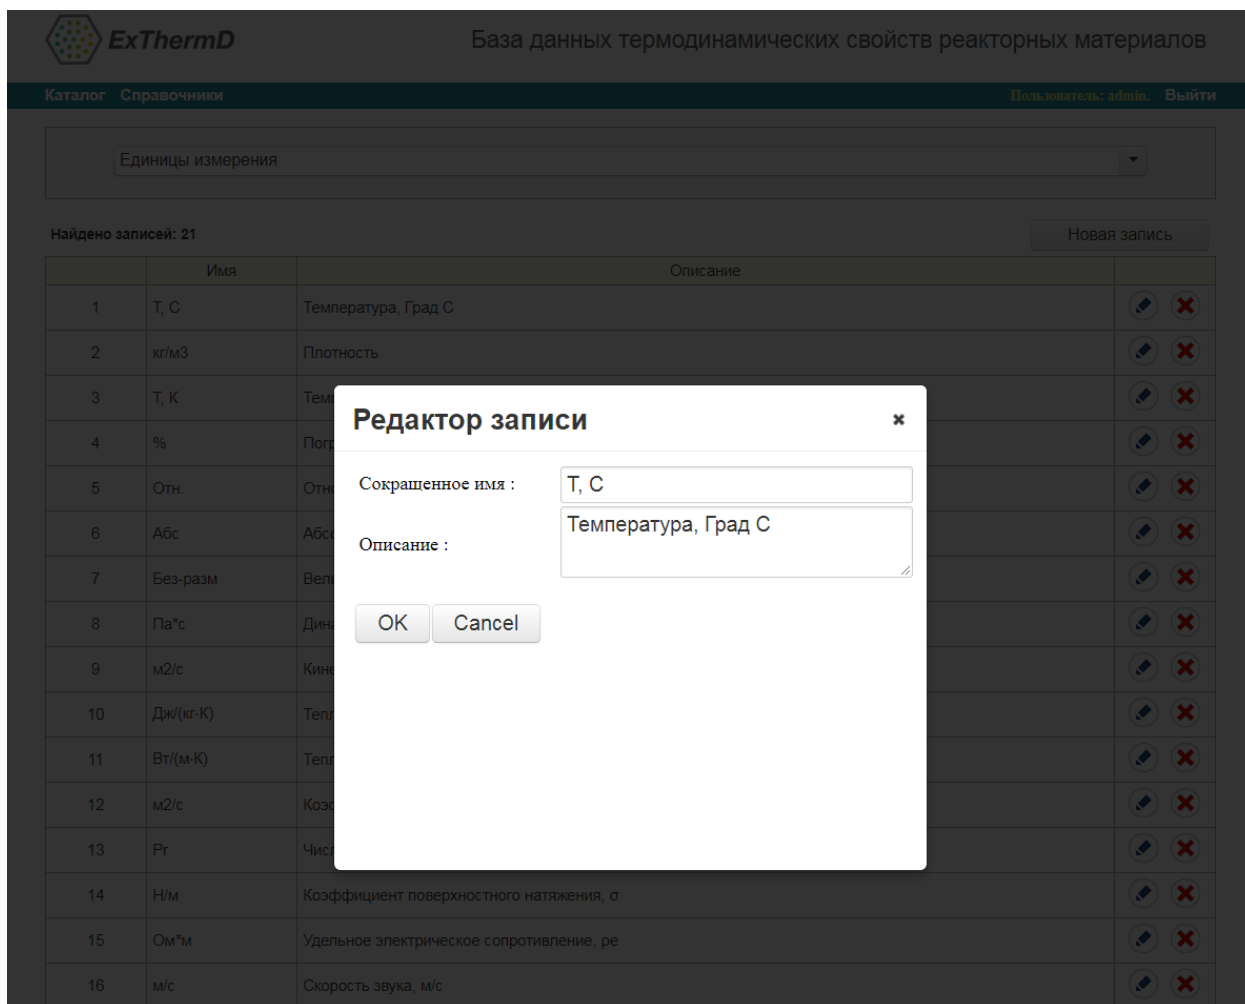 ExThermD
База данных термодинамических свойств реакторных материалов
Каталог Справочники Пользователь: admin. Выйти
Единицы измерения
Найдено записей: 21 Новая запись
Имя Описание
1 Т, С Температура, Град С
2 кг/м3 Плотность
3 Т, К
4 %
5 Отн.
6 Абс
7 Без-разм
8 Па*с
9 м2/с
10 Дж/(кг·К)
11 Вт/(м·К)
12 м2/с
13 Pr
14 Н/м Коэффициент поверхностного натяжения, σ
15 Ом*м Удельное электрическое сопротивление, ρe
16 м/с Скорость звука, м/с
Редактор записи
Сокращенное имя : Т, С
Описание : Температура, Град С
OK Cancel